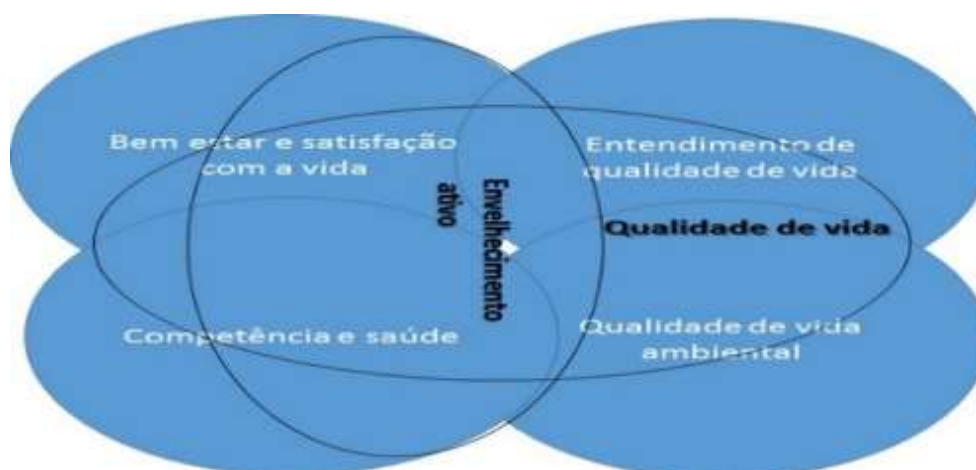 Bem estar e satisfação
com a vida
Entendimento de
qualidade de vida
Envelhecimento
ativo
Qualidade de vida
Competência e saúde
Qualidade de vida
ambiental